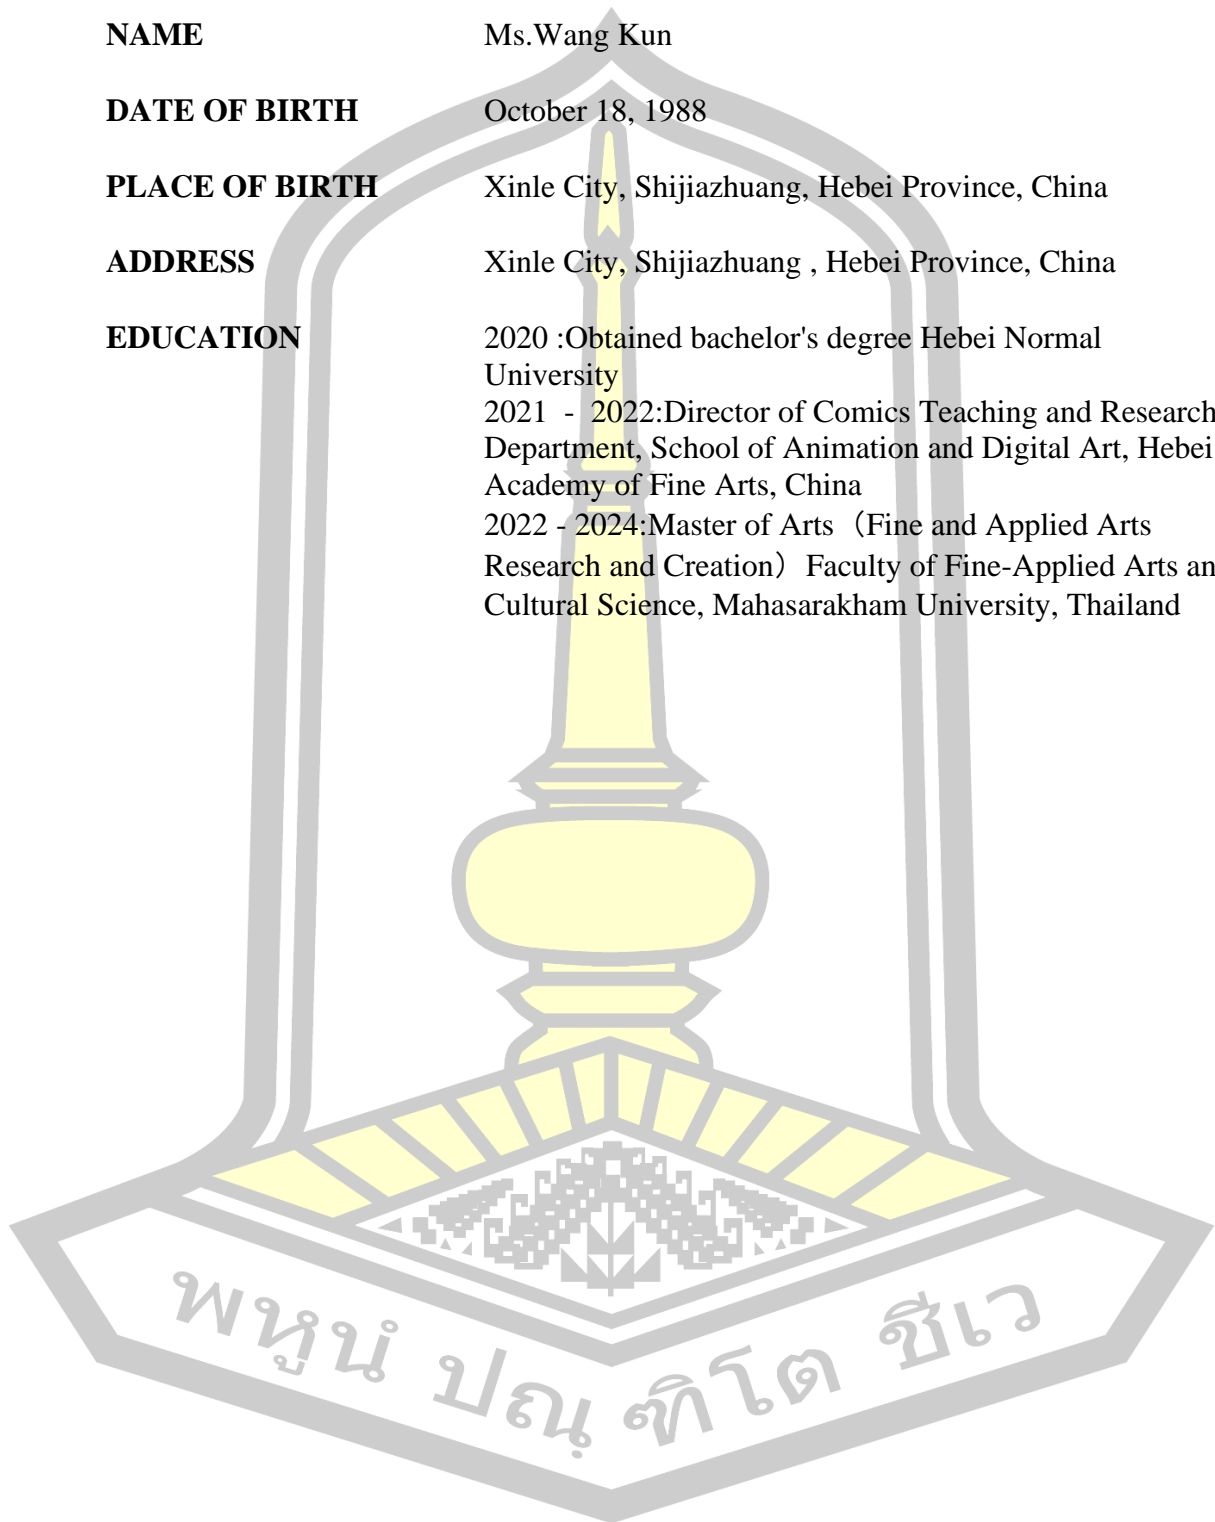 NAME Ms.Wang Kun
DATE OF BIRTH October 18, 1988
PLACE OF BIRTH Xinle City, Shijiazhuang, Hebei Province, China
ADDRESS Xinle City, Shijiazhuang , Hebei Province, China
EDUCATION 2020 :Obtained bachelor's degree Hebei Normal
University
2021 - 2022:Director of Comics Teaching and Research
Department, School of Animation and Digital Art, Hebei
Academy of Fine Arts, China
2022 - 2024:Master of Arts（Fine and Applied Arts
Research and Creation）Faculty of Fine-Applied Arts an
Cultural Science, Mahasarakham University, Thailand
พหูนํ ปณฺฑิโต ชีเว